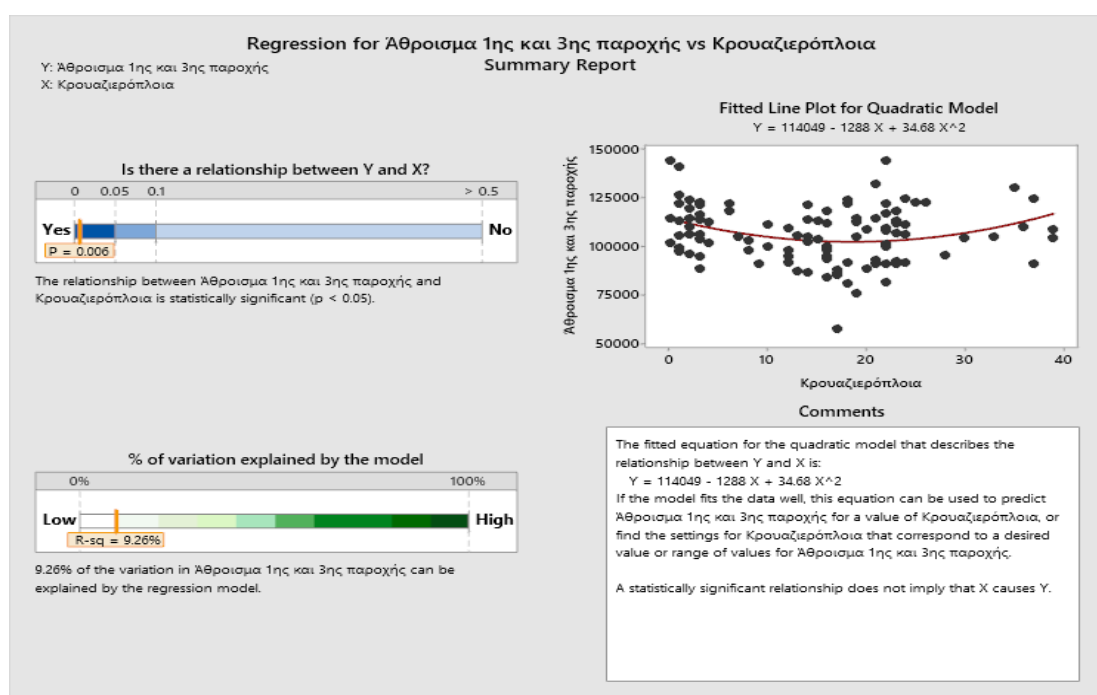 Regression for Άθροισμα 1ης και 3ης παροχής vs Κρουαζιερόπλοια
Summary Report
Y: Άθροισμα 1ης και 3ης παροχής
X: Κρουαζιερόπλοια
Is there a relationship between Y and X?
0 0.05 0.1 > 0.5
Yes No
P = 0.006
The relationship between Άθροισμα 1ης και 3ης παροχής and
Κρουαζιερόπλοια is statistically significant (p < 0.05).
% of variation explained by the model
0% 100%
Low High
R-sq = 9.26%
9.26% of the variation in Άθροισμα 1ης και 3ης παροχής can be
explained by the regression model.
Fitted Line Plot for Quadratic Model
Y = 114049 - 1288 X + 34.68 X^2
Άθροισμα 1ης και 3ης παροχής
150000
125000
100000
75000
50000
0 10 20 30 40
Κρουαζιερόπλοια
Comments
The fitted equation for the quadratic model that describes the
relationship between Y and X is:
Y = 114049 - 1288 X + 34.68 X^2
If the model fits the data well, this equation can be used to predict
Άθροισμα 1ης και 3ης παροχής for a value of Κρουαζιερόπλοια, or
find the settings for Κρουαζιερόπλοια that correspond to a desired
value or range of values for Άθροισμα 1ης και 3ης παροχής.
A statistically significant relationship does not imply that X causes Y.